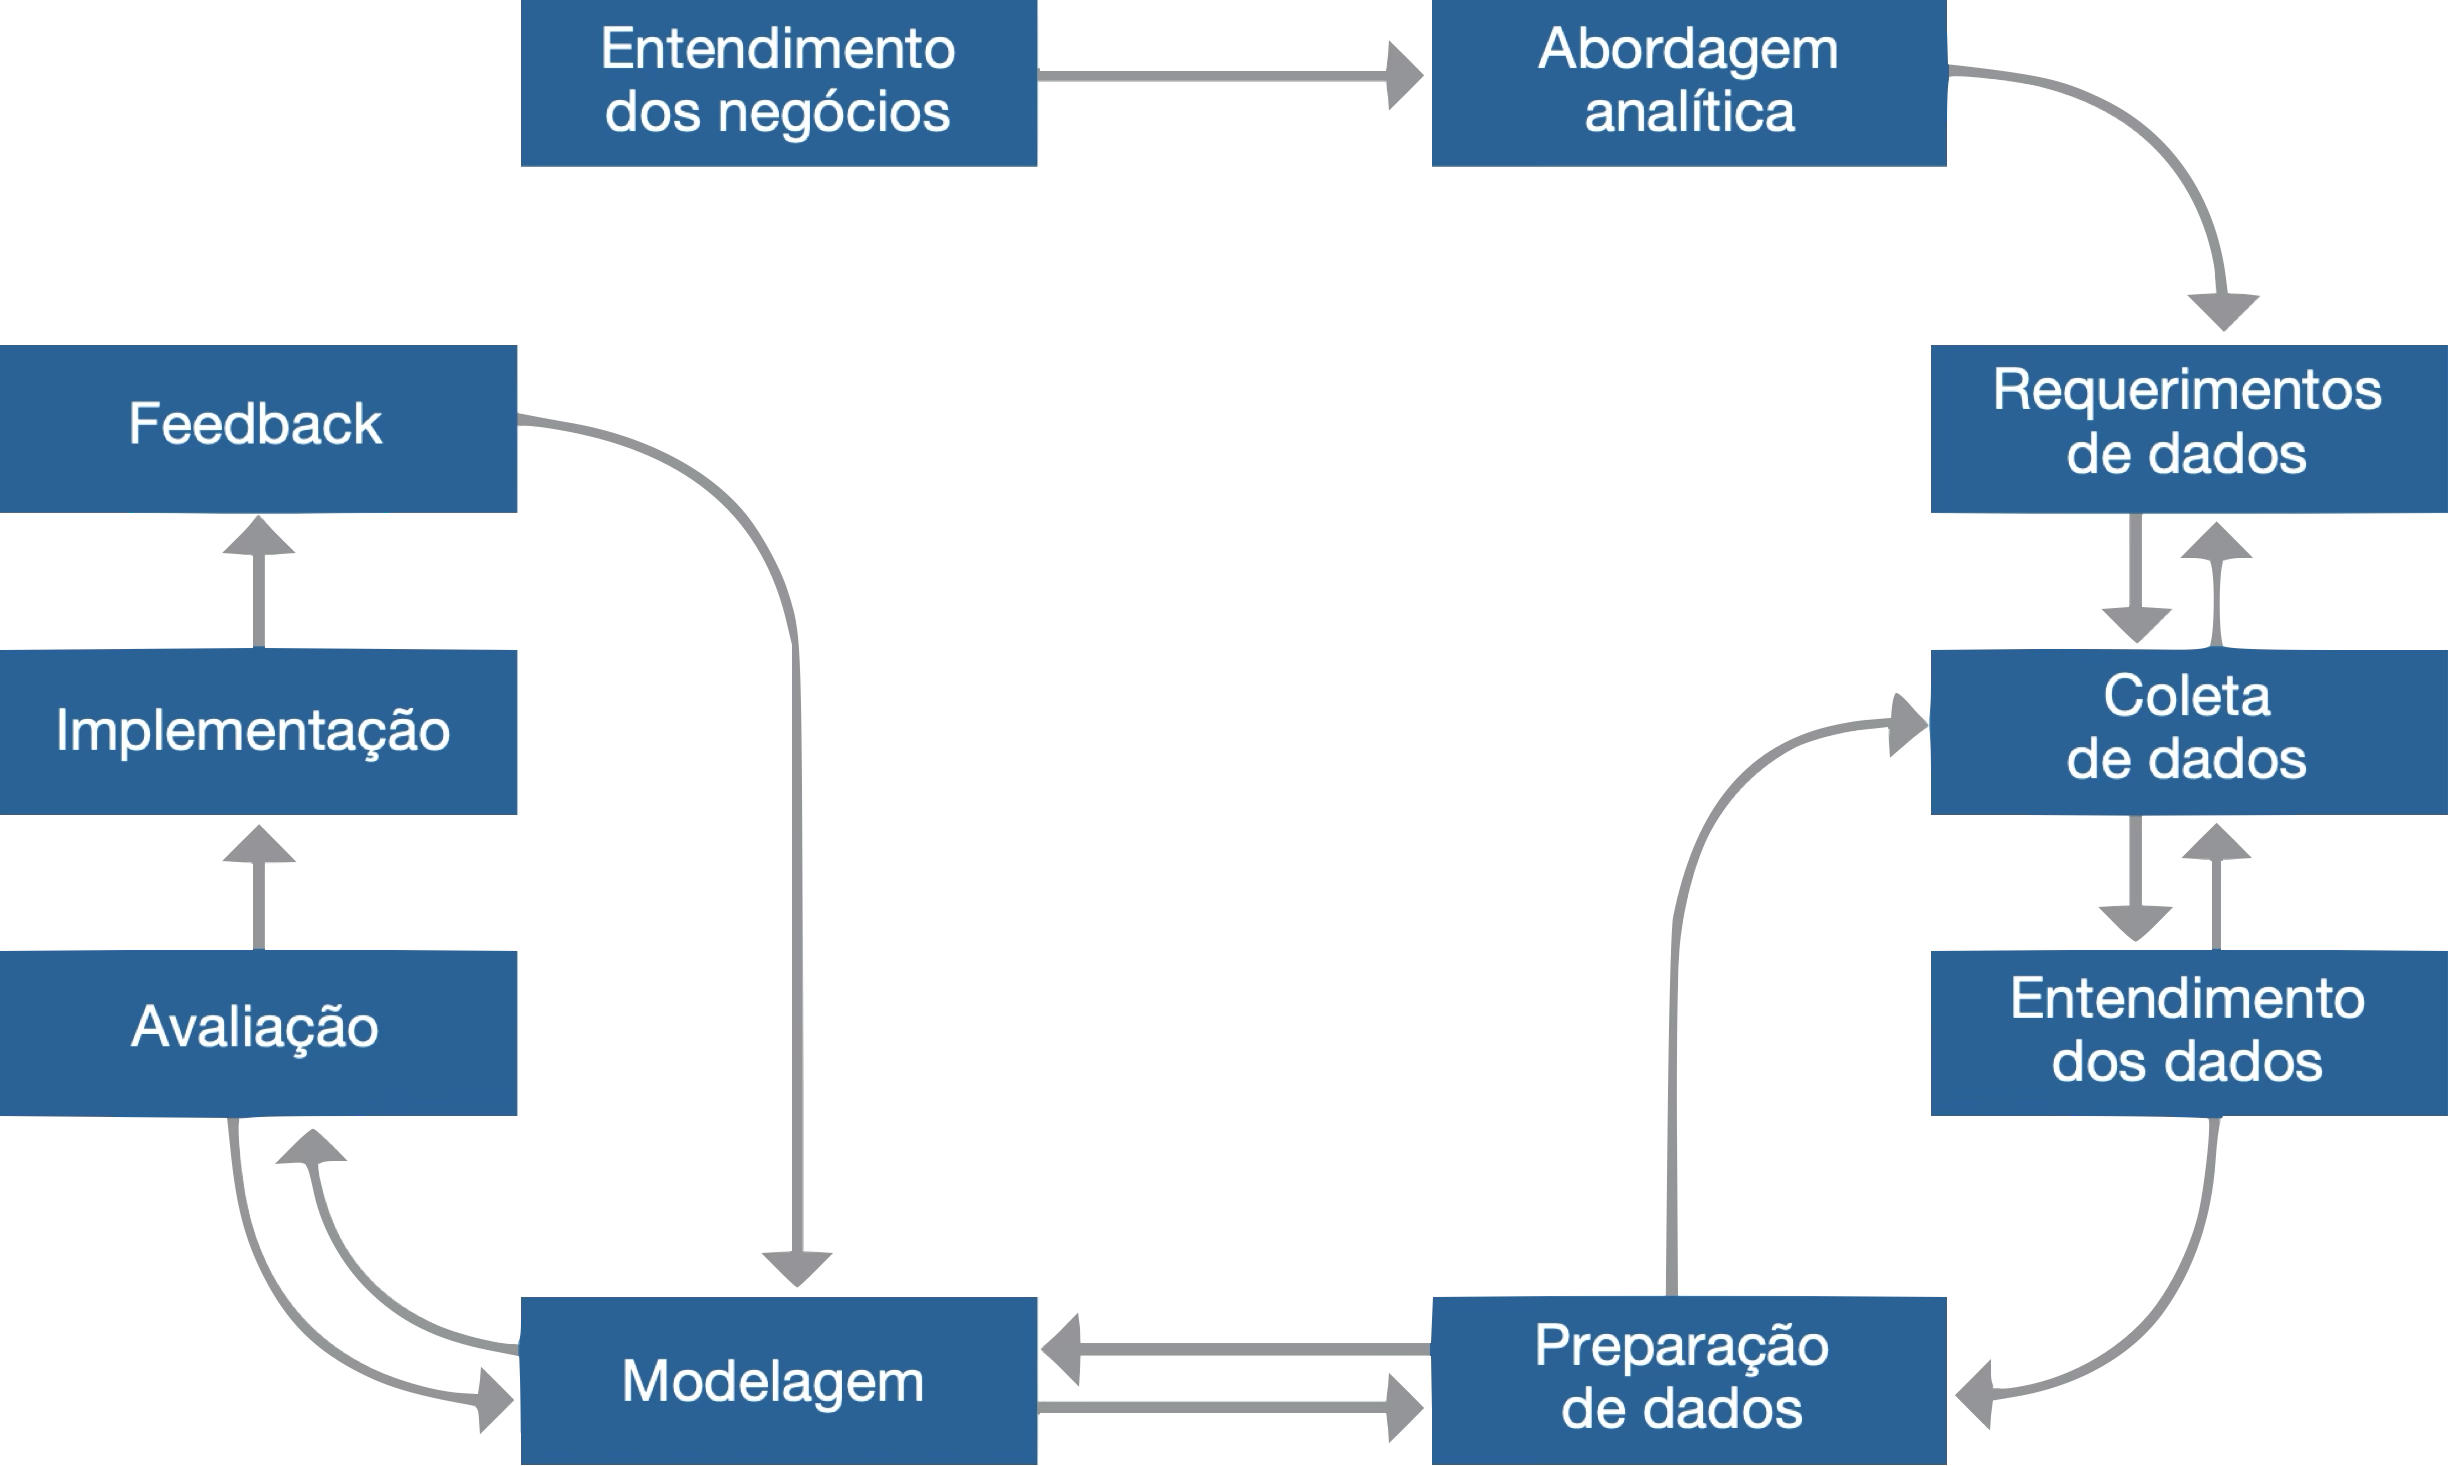 Entendimento
dos negócios
Abordagem
analítica
Feedback
Requerimentos
de dados
Implementação
Coleta
de dados
Avaliação
Entendimento
dos dados
Modelagem
Preparação
de dados